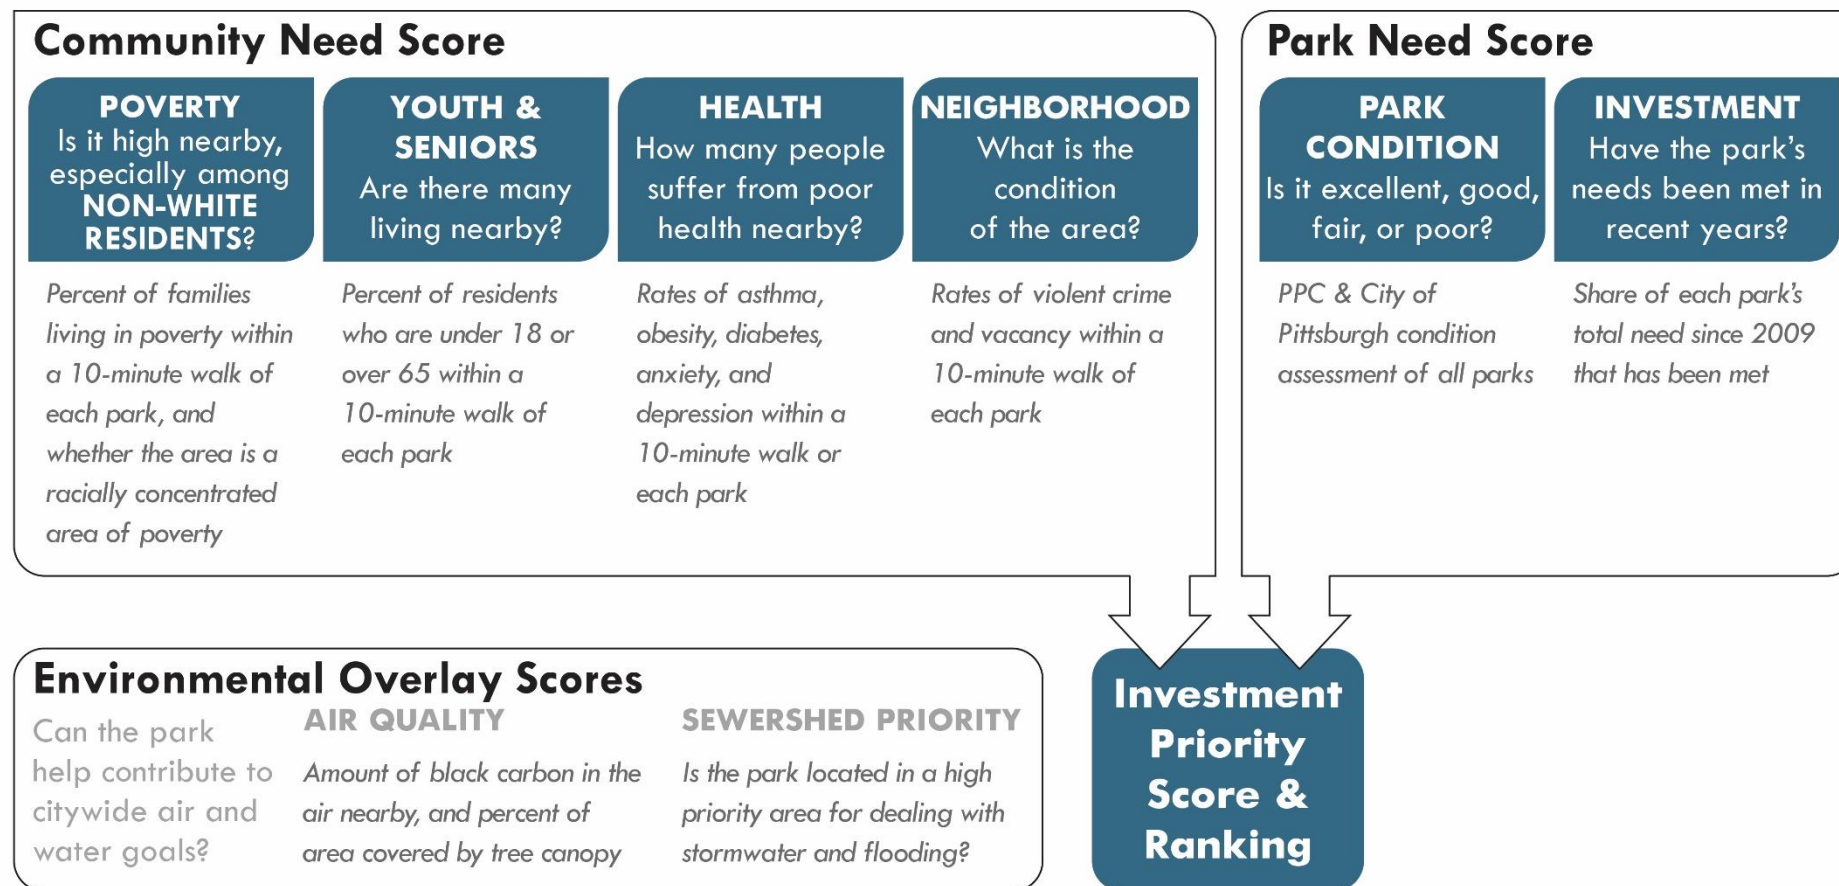 Community Need Score
POVERTY
Is it high nearby,
especially among
NON-WHITE
RESIDENTS?
Percent of families
living in poverty within
a 10-minute walk of
each park, and
whether the area is a
racially concentrated
area of poverty
YOUTH &
SENIORS
Are there many
living nearby?
Percent of residents
who are under 18 or
over 65 within a
10-minute walk of
each park
HEALTH
How many people
suffer from poor
health nearby?
Rates of asthma,
obesity, diabetes,
anxiety, and
depression within a
10-minute walk or
each park
NEIGHBORHOOD
What is the
condition
of the area?
Rates of violent crime
and vacancy within a
10-minute walk of
each park
Park Need Score
PARK
CONDITION
Is it excellent, good,
fair, or poor?
PPC & City of
Pittsburgh condition
assessment of all parks
INVESTMENT
Have the park's
needs been met in
recent years?
Share of each park's
total need since 2009
that has been met
Environmental Overlay Scores
Can the park
help contribute to
citywide air and
water goals?
AIR QUALITY
Amount of black carbon in the
air nearby, and percent of
area covered by tree canopy
SEWERSHED PRIORITY
Is the park located in a high
priority area for dealing with
stormwater and flooding?
Investment
Priority
Score &
Ranking